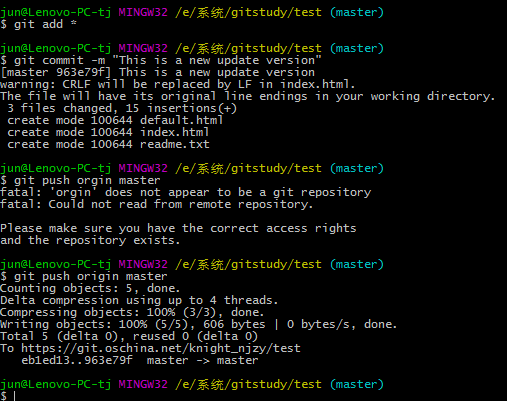 jun@Lenovo-PC-tj MINGW32 /e/系统/gitstudy/test (master)
$ git add *
jun@Lenovo-PC-tj MINGW32 /e/系统/gitstudy/test (master)
$ git commit -m "This is a new update version"
[master 963e79f] This is a new update version
warning: CRLF will be replaced by LF in index.html.
The file will have its original line endings in your working directory.
3 files changed, 15 insertions(+)
create mode 100644 default.html
create mode 100644 index.html
create mode 100644 readme.txt
jun@Lenovo-PC-tj MINGW32 /e/系统/gitstudy/test (master)
$ git push orgin master
fatal: 'orgin' does not appear to be a git repository
fatal: Could not read from remote repository.
Please make sure you have the correct access rights
and the repository exists.
jun@Lenovo-PC-tj MINGW32 /e/系统/gitstudy/test (master)
$ git push origin master
Counting objects: 5, done.
Delta compression using up to 4 threads.
Compressing objects: 100% (3/3), done.
Writing objects: 100% (5/5), 606 bytes | 0 bytes/s, done.
Total 5 (delta 0), reused 0 (delta 0)
To https://git.oschina.net/knight_njzy/test
eb1ed13..963e79f master -> master
jun@Lenovo-PC-tj MINGW32 /e/系统/gitstudy/test (master)
$